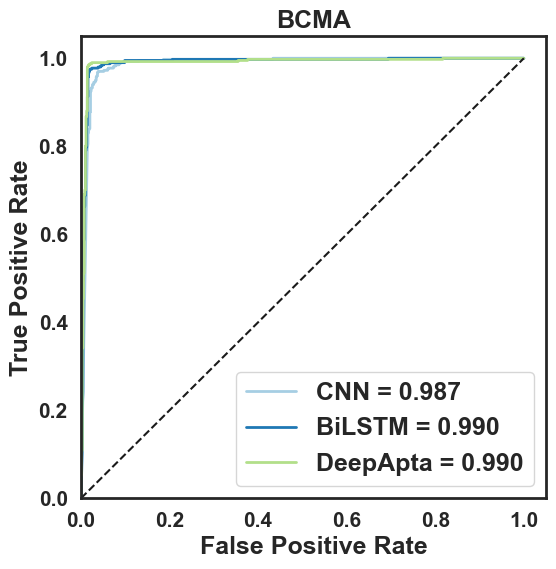 BCMA
True Positive Rate
1.0
0.8
0.6
0.4
0.2
0.0
CNN = 0.987
BiLSTM = 0.990
DeepApta = 0.990
0.0 0.2 0.4 0.6 0.8 1.0
False Positive Rate